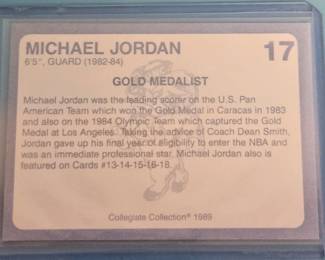 MICHAEL JORDAN 17
6'5", GUARD (1982-84)
GOLD MEDALIST
Michael Jordan was the leading scorer on the U.S. Pan
American Team which won the Gold Medal in Caracas in 1983
and also on the 1984 Olympic Team which captured the Gold
Medal at Los Angeles. Taking the advice of Coach Dean Smith,
Jordan gave up his final year of eligibility to enter the NBA and
was an immediate professional star. Michael Jordan also is
featured on Cards #13-14-15-16-18.
Collegiate Collection® 1989